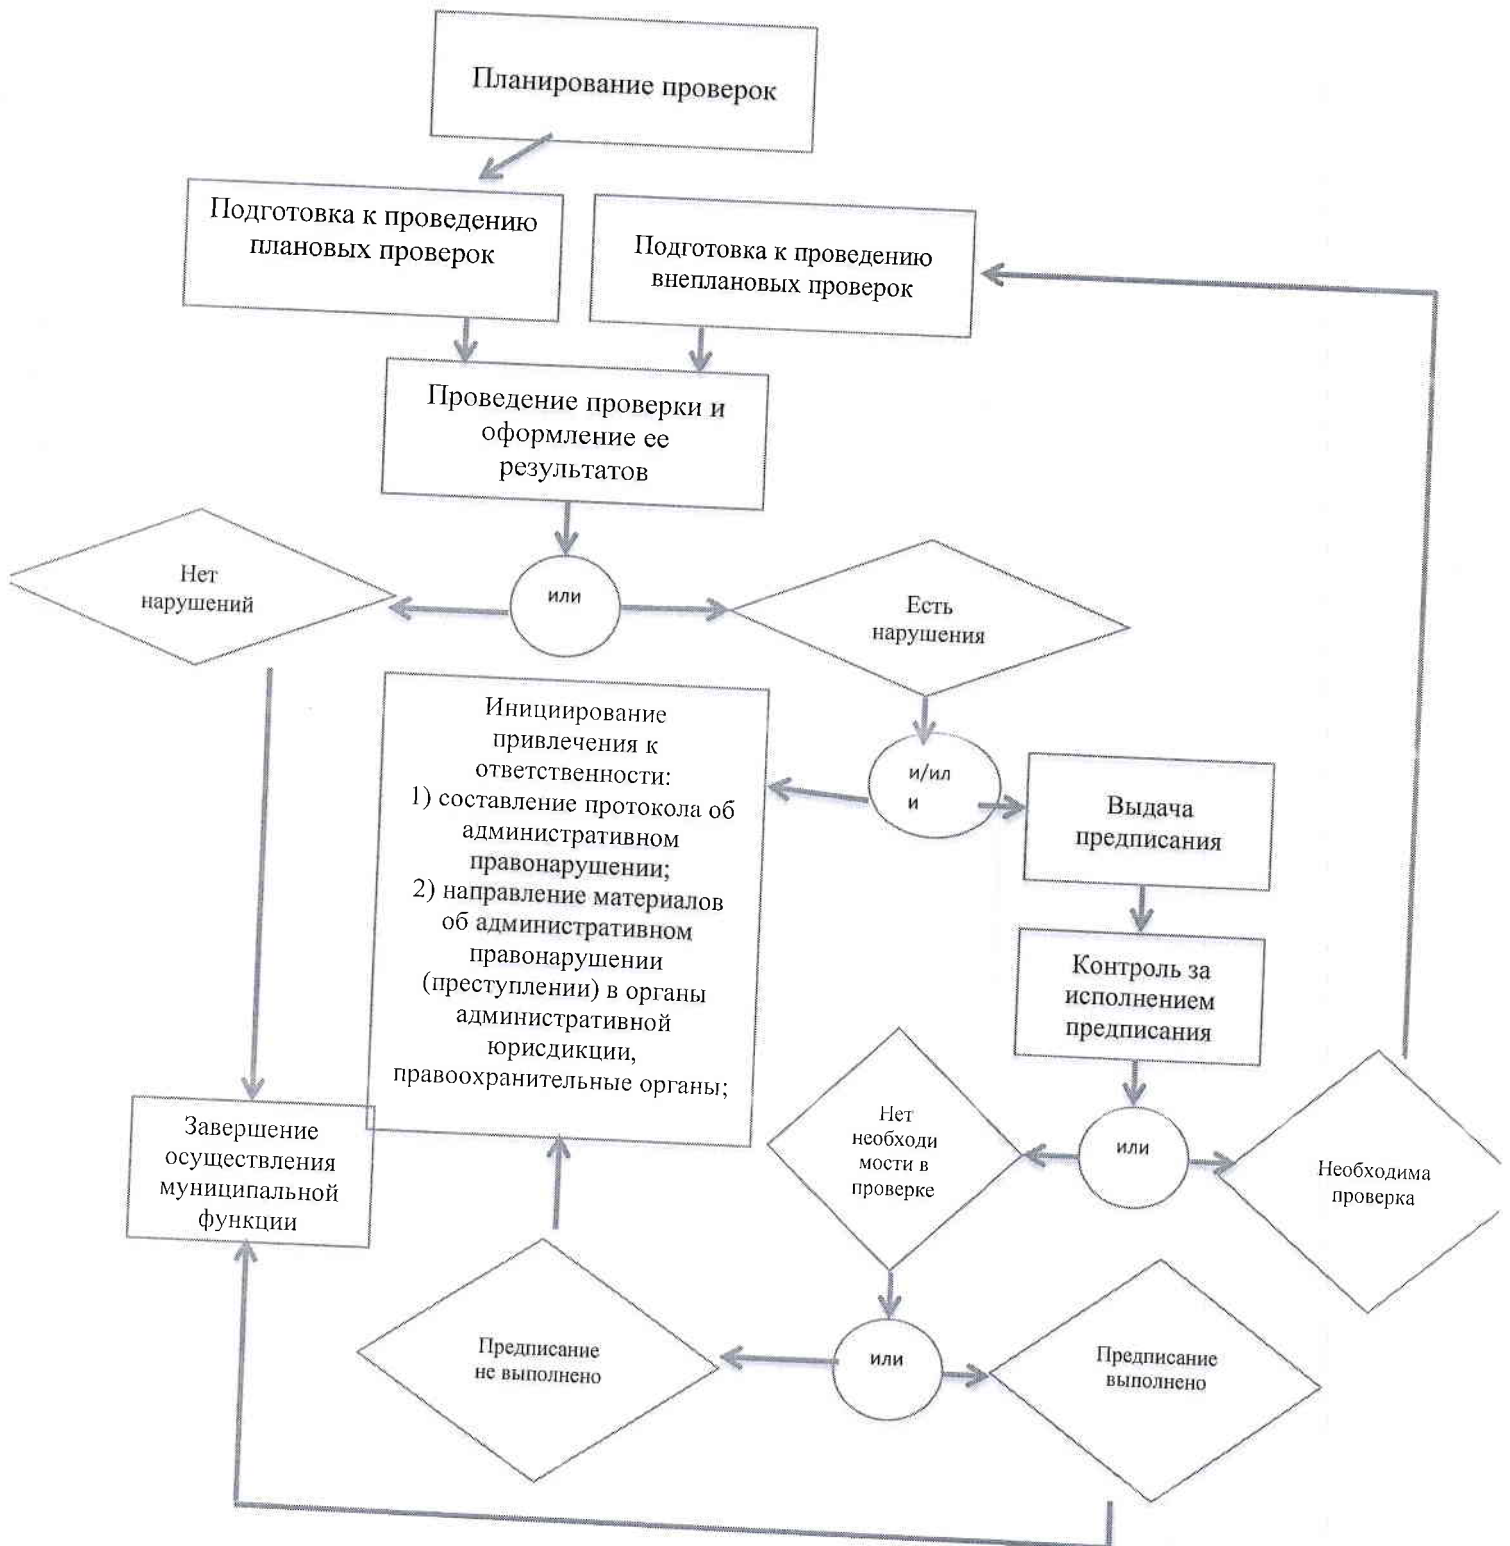 Планирование проверок
Подготовка к проведению
плановых проверок
Подготовка к проведению
внеплановых проверок
Проведение проверки и
оформление ее
результатов
Нет
нарушений
или
Есть
нарушения
Инициирование
привлечения к
ответственности:
1) составление протокола об
административном
правонарушении;
2) направление материалов
об административном
правонарушении
(преступлении) в органы
административной
юрисдикции,
правоохранительные органы;
и/ил
и
Выдача
предписания
Контроль за
исполнением
предписания
Завершение
осуществления
муниципальной
функции
Нет
необходи
мости в
проверке
или
Необходима
проверка
Предписание
не выполнено
или
Предписание
выполнено